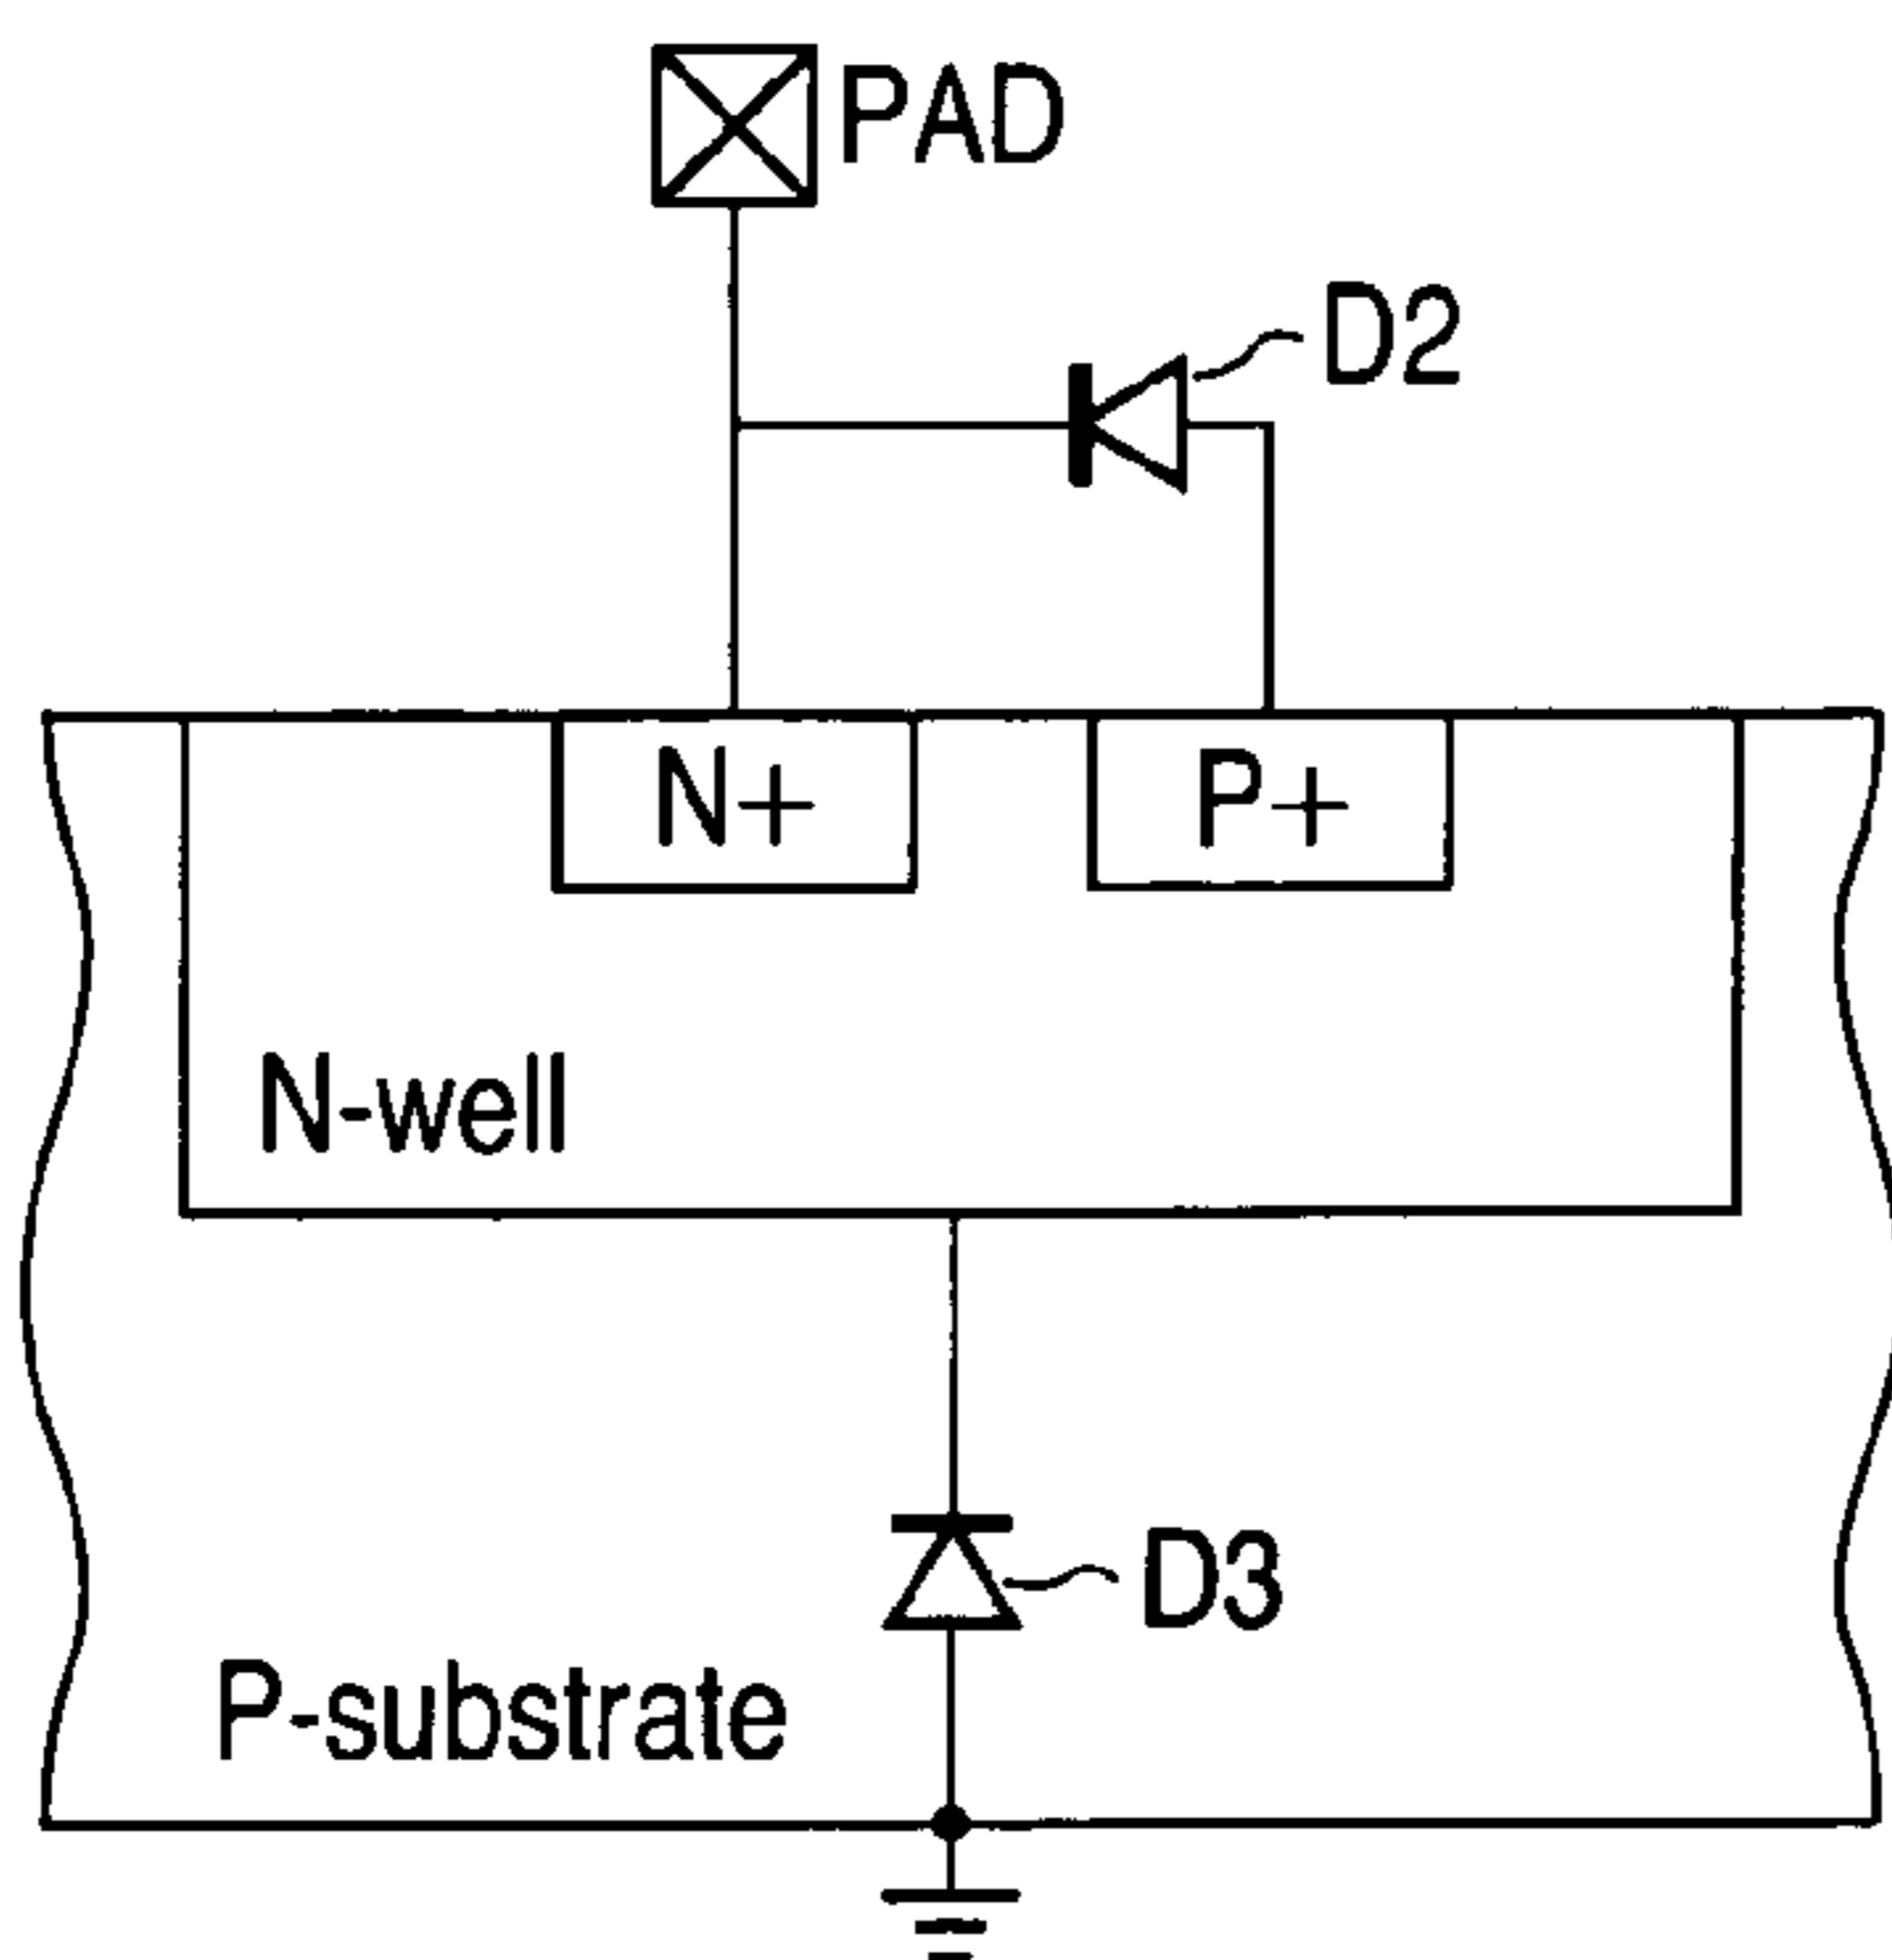 PAD
D2
N+
P+
N-well
D3
P-substrate